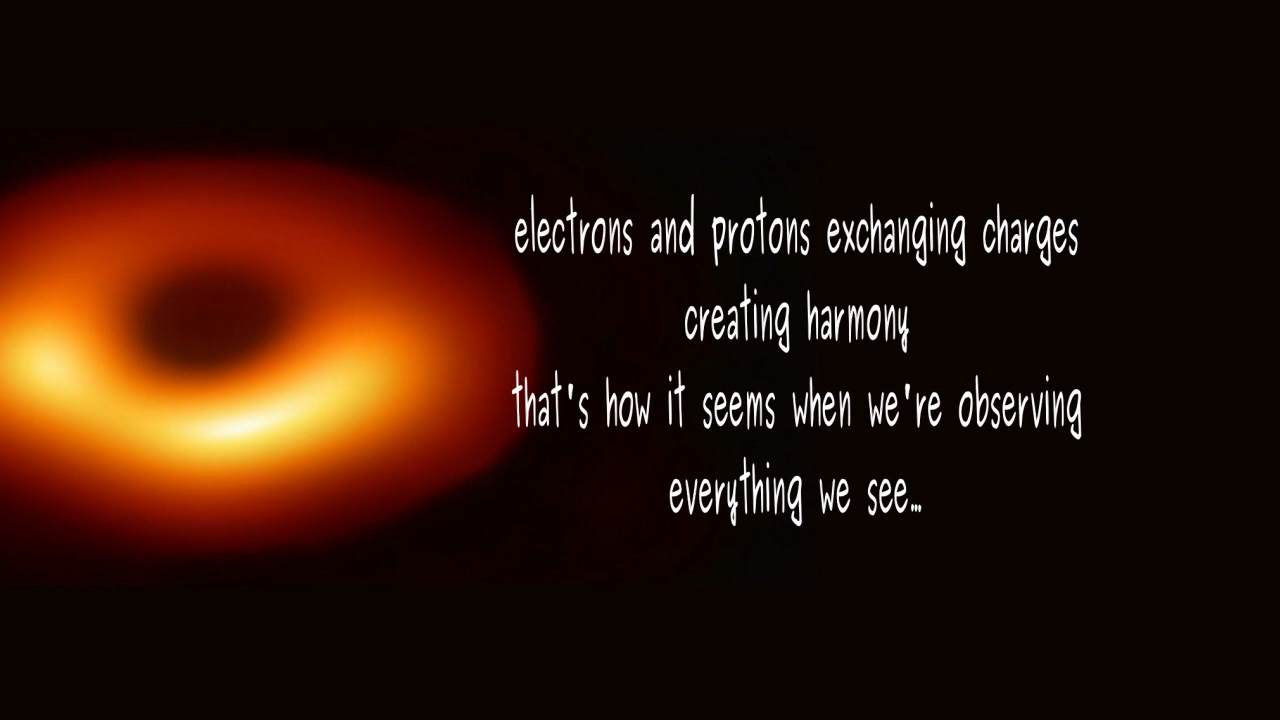 electrons and protons exchanging charges
creating harmony
that's how it seems when we're observing
everything we see...